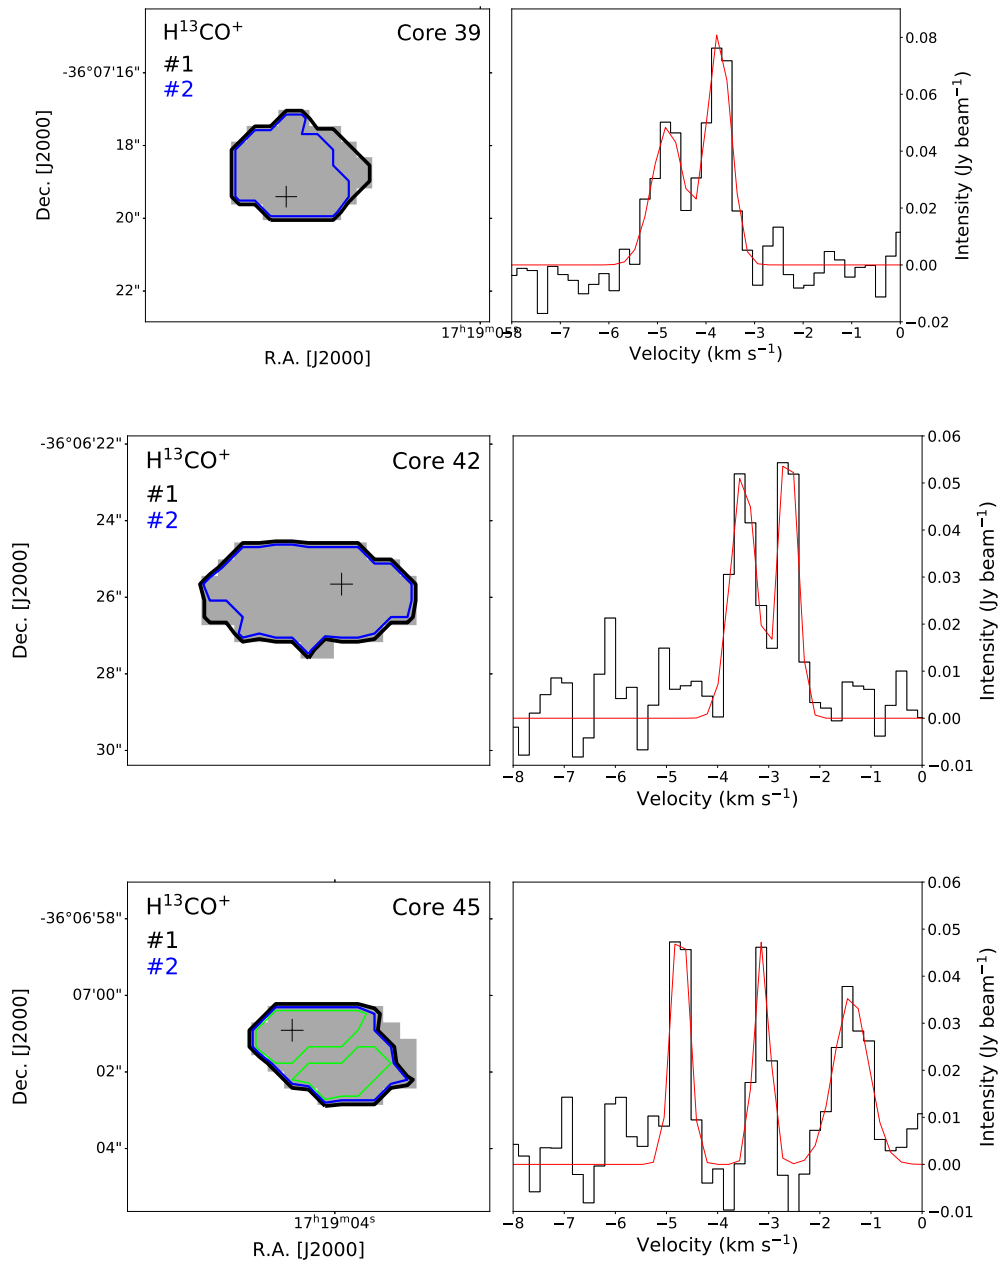 H¹³CO⁺ Core 39
#1
#2
-36°07'16"
18"
20"
22"
Dec. [J2000]
17ʰ19ᵐ05ˢ
R.A. [J2000]
0.08
0.06
0.04
0.02
0.00
−0.02
Intensity (Jy beam⁻¹)
−8 −7 −6 −5 −4 −3 −2 −1 0
Velocity (km s⁻¹)
H¹³CO⁺ Core 42
#1
#2
-36°06'22"
24"
26"
28"
30"
Dec. [J2000]
0.06
0.05
0.04
0.03
0.02
0.01
0.00
−0.01
Intensity (Jy beam⁻¹)
−8 −7 −6 −5 −4 −3 −2 −1 0
Velocity (km s⁻¹)
H¹³CO⁺ Core 45
#1
#2
-36°06'58"
07'00"
02"
04"
Dec. [J2000]
17ʰ19ᵐ04ˢ
R.A. [J2000]
0.06
0.05
0.04
0.03
0.02
0.01
0.00
−0.01
Intensity (Jy beam⁻¹)
−8 −7 −6 −5 −4 −3 −2 −1 0
Velocity (km s⁻¹)